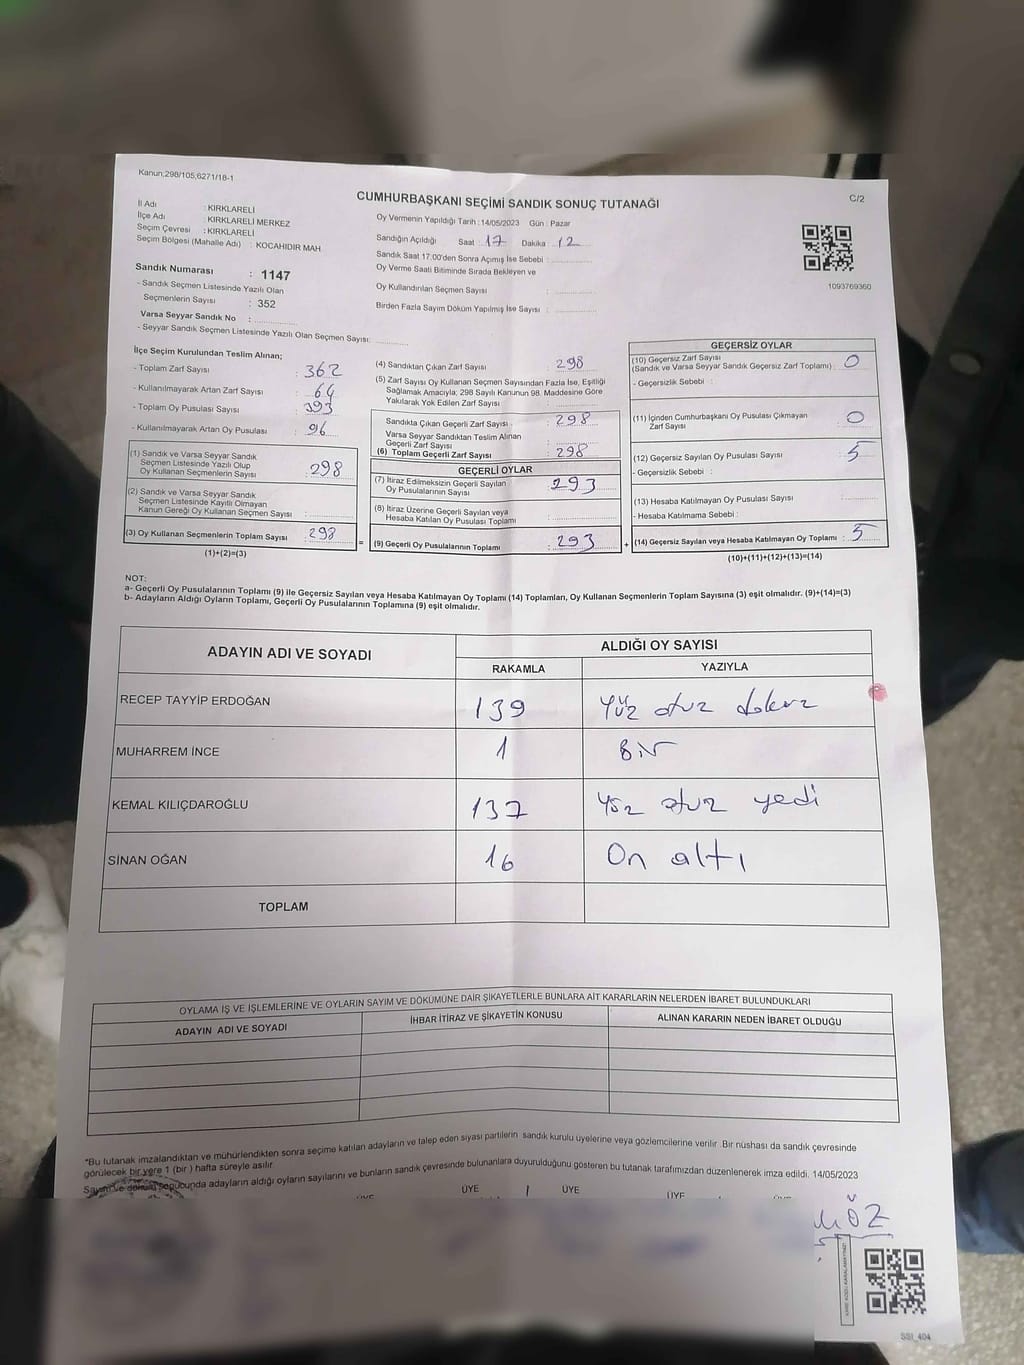 Kanun,298/105,6271/18-1
CUMHURBAŞKANI SEÇİMİ SANDIK SONUÇ TUTANAĞI
C/2
İl Adı : KIRKLARELİ
İlçe Adı : KIRKLARELİ MERKEZ
Seçim Çevresi : KIRKLARELİ
Seçim Bölgesi (Mahalle Adı) : KOCAHIDIR MAH
Oy Vermenin Yapıldığı Tarih : 14/05/2023 Gün : Pazar
Sandığın Açıldığı Saat : 17 Dakika : 12
Sandık Saat 17:00'den Sonra Açımış İse Sebebi :
Oy Verme Saati Bitiminde Sırada Bekleyen ve
Oy Kullandırılan Seçmen Sayısı :
Birden Fazla Sayım Döküm Yapılmış İse Sayısı :
1093769360
Sandık Numarası : 1147
- Sandık Seçmen Listesinde Yazılı Olan
Seçmenlerin Sayısı : 352
Varsa Seyyar Sandık No :
- Seyyar Sandık Seçmen Listesinde Yazılı Olan Seçmen Sayısı:
İlçe Seçim Kurulundan Teslim Alınan;
- Toplam Zarf Sayısı : 362
- Kullanılmayarak Artan Zarf Sayısı : 64
- Toplam Oy Pusulası Sayısı : 393
- Kullanılmayarak Artan Oy Pusulası : 96
(1) Sandık ve Varsa Seyyar Sandık
Seçmen Listesinde Yazılı Olup
Oy Kullanan Seçmenlerin Sayısı : 298
(2) Sandık ve Varsa Seyyar Sandık
Seçmen Listesinde Kayıtlı Olmayan
Kanun Gereği Oy Kullanan Seçmen Sayısı :
(3) Oy Kullanan Seçmenlerin Toplam Sayısı : 298
(1)+(2)=(3)
=
(4) Sandıktan Çıkan Zarf Sayısı : 298
(5) Zarf Sayısı Oy Kullanan Seçmen Sayısından Fazla İse, Eşitliği
Sağlamak Amacıyla; 298 Sayılı Kanunun 98. Maddesine Göre
Yakılarak Yok Edilen Zarf Sayısı :
Sandıkta Çıkan Geçerli Zarf Sayısı : 298
Varsa Seyyar Sandıktan Teslim Alınan
Geçerli Zarf Sayısı :
(6) Toplam Geçerli Zarf Sayısı : 298
GEÇERLİ OYLAR
(7) İtiraz Edilmeksizin Geçerli Sayılan
Oy Pusulalarının Sayısı : 293
(8) İtiraz Üzerine Geçerli Sayılan veya
Hesaba Katılan Oy Pusulası Toplamı :
(9) Geçerli Oy Pusulalarının Toplamı : 293
+
GEÇERSİZ OYLAR
(10) Geçersiz Zarf Sayısı
(Sandık ve Varsa Seyyar Sandık Geçersiz Zarf Toplamı) : 0
- Geçersizlik Sebebi :
(11) İçinden Cumhurbaşkanı Oy Pusulası Çıkmayan
Zarf Sayısı : 0
(12) Geçersiz Sayılan Oy Pusulası Sayısı : 5
- Geçersizlik Sebebi :
(13) Hesaba Katılmayan Oy Pusulası Sayısı :
- Hesaba Katılmama Sebebi :
(14) Geçersiz Sayılan veya Hesaba Katılmayan Oy Toplamı : 5
(10)+(11)+(12)+(13)=(14)
NOT:
a- Geçerli Oy Pusulalarının Toplamı (9) ile Geçersiz Sayılan veya Hesaba Katılmayan Oy Toplamı (14) Toplamları, Oy Kullanan Seçmenlerin Toplam Sayısına (3) eşit olmalıdır. (9)+(14)=(3)
b- Adayların Aldığı Oyların Toplamı, Geçerli Oy Pusulalarının Toplamına (9) eşit olmalıdır.
ADAYIN ADI VE SOYADI
ALDIĞI OY SAYISI
RAKAMLA YAZIYLA
RECEP TAYYİP ERDOĞAN 139 Yüz otuz dokuz
MUHARREM İNCE 1 Bir
KEMAL KILIÇDAROĞLU 137 Yüz otuz yedi
SİNAN OĞAN 16 On altı
TOPLAM
OYLAMA İŞ VE İŞLEMLERİNE VE OYLARIN SAYIM VE DÖKÜMÜNE DAİR ŞİKAYETLERLE BUNLARA AİT KARARLARIN NELERDEN İBARET BULUNDUKLARI
ADAYIN ADI VE SOYADI İHBAR İTİRAZ VE ŞİKAYETİN KONUSU ALINAN KARARIN NEDEN İBARET OLDUĞU
*Bu tutanak imzalandıktan ve mühürlendikten sonra seçime katılan adayların ve talep eden siyasi partilerin sandık kurulu üyelerine veya gözlemcilerine verilir. Bir nüshası da sandık çevresinde
görülecek bir yere 1 (bir ) hafta süreyle asılır.
Sayım ve döküm sonucunda adayların aldığı oyların sayılarını ve bunların sandık çevresinde bulunanlara duyurulduğunu gösteren bu tutanak tarafımızdan düzenlenerek imza edildi. 14/05/2023
ÜYE ÜYE ÜYE ÜYE
SSI_404